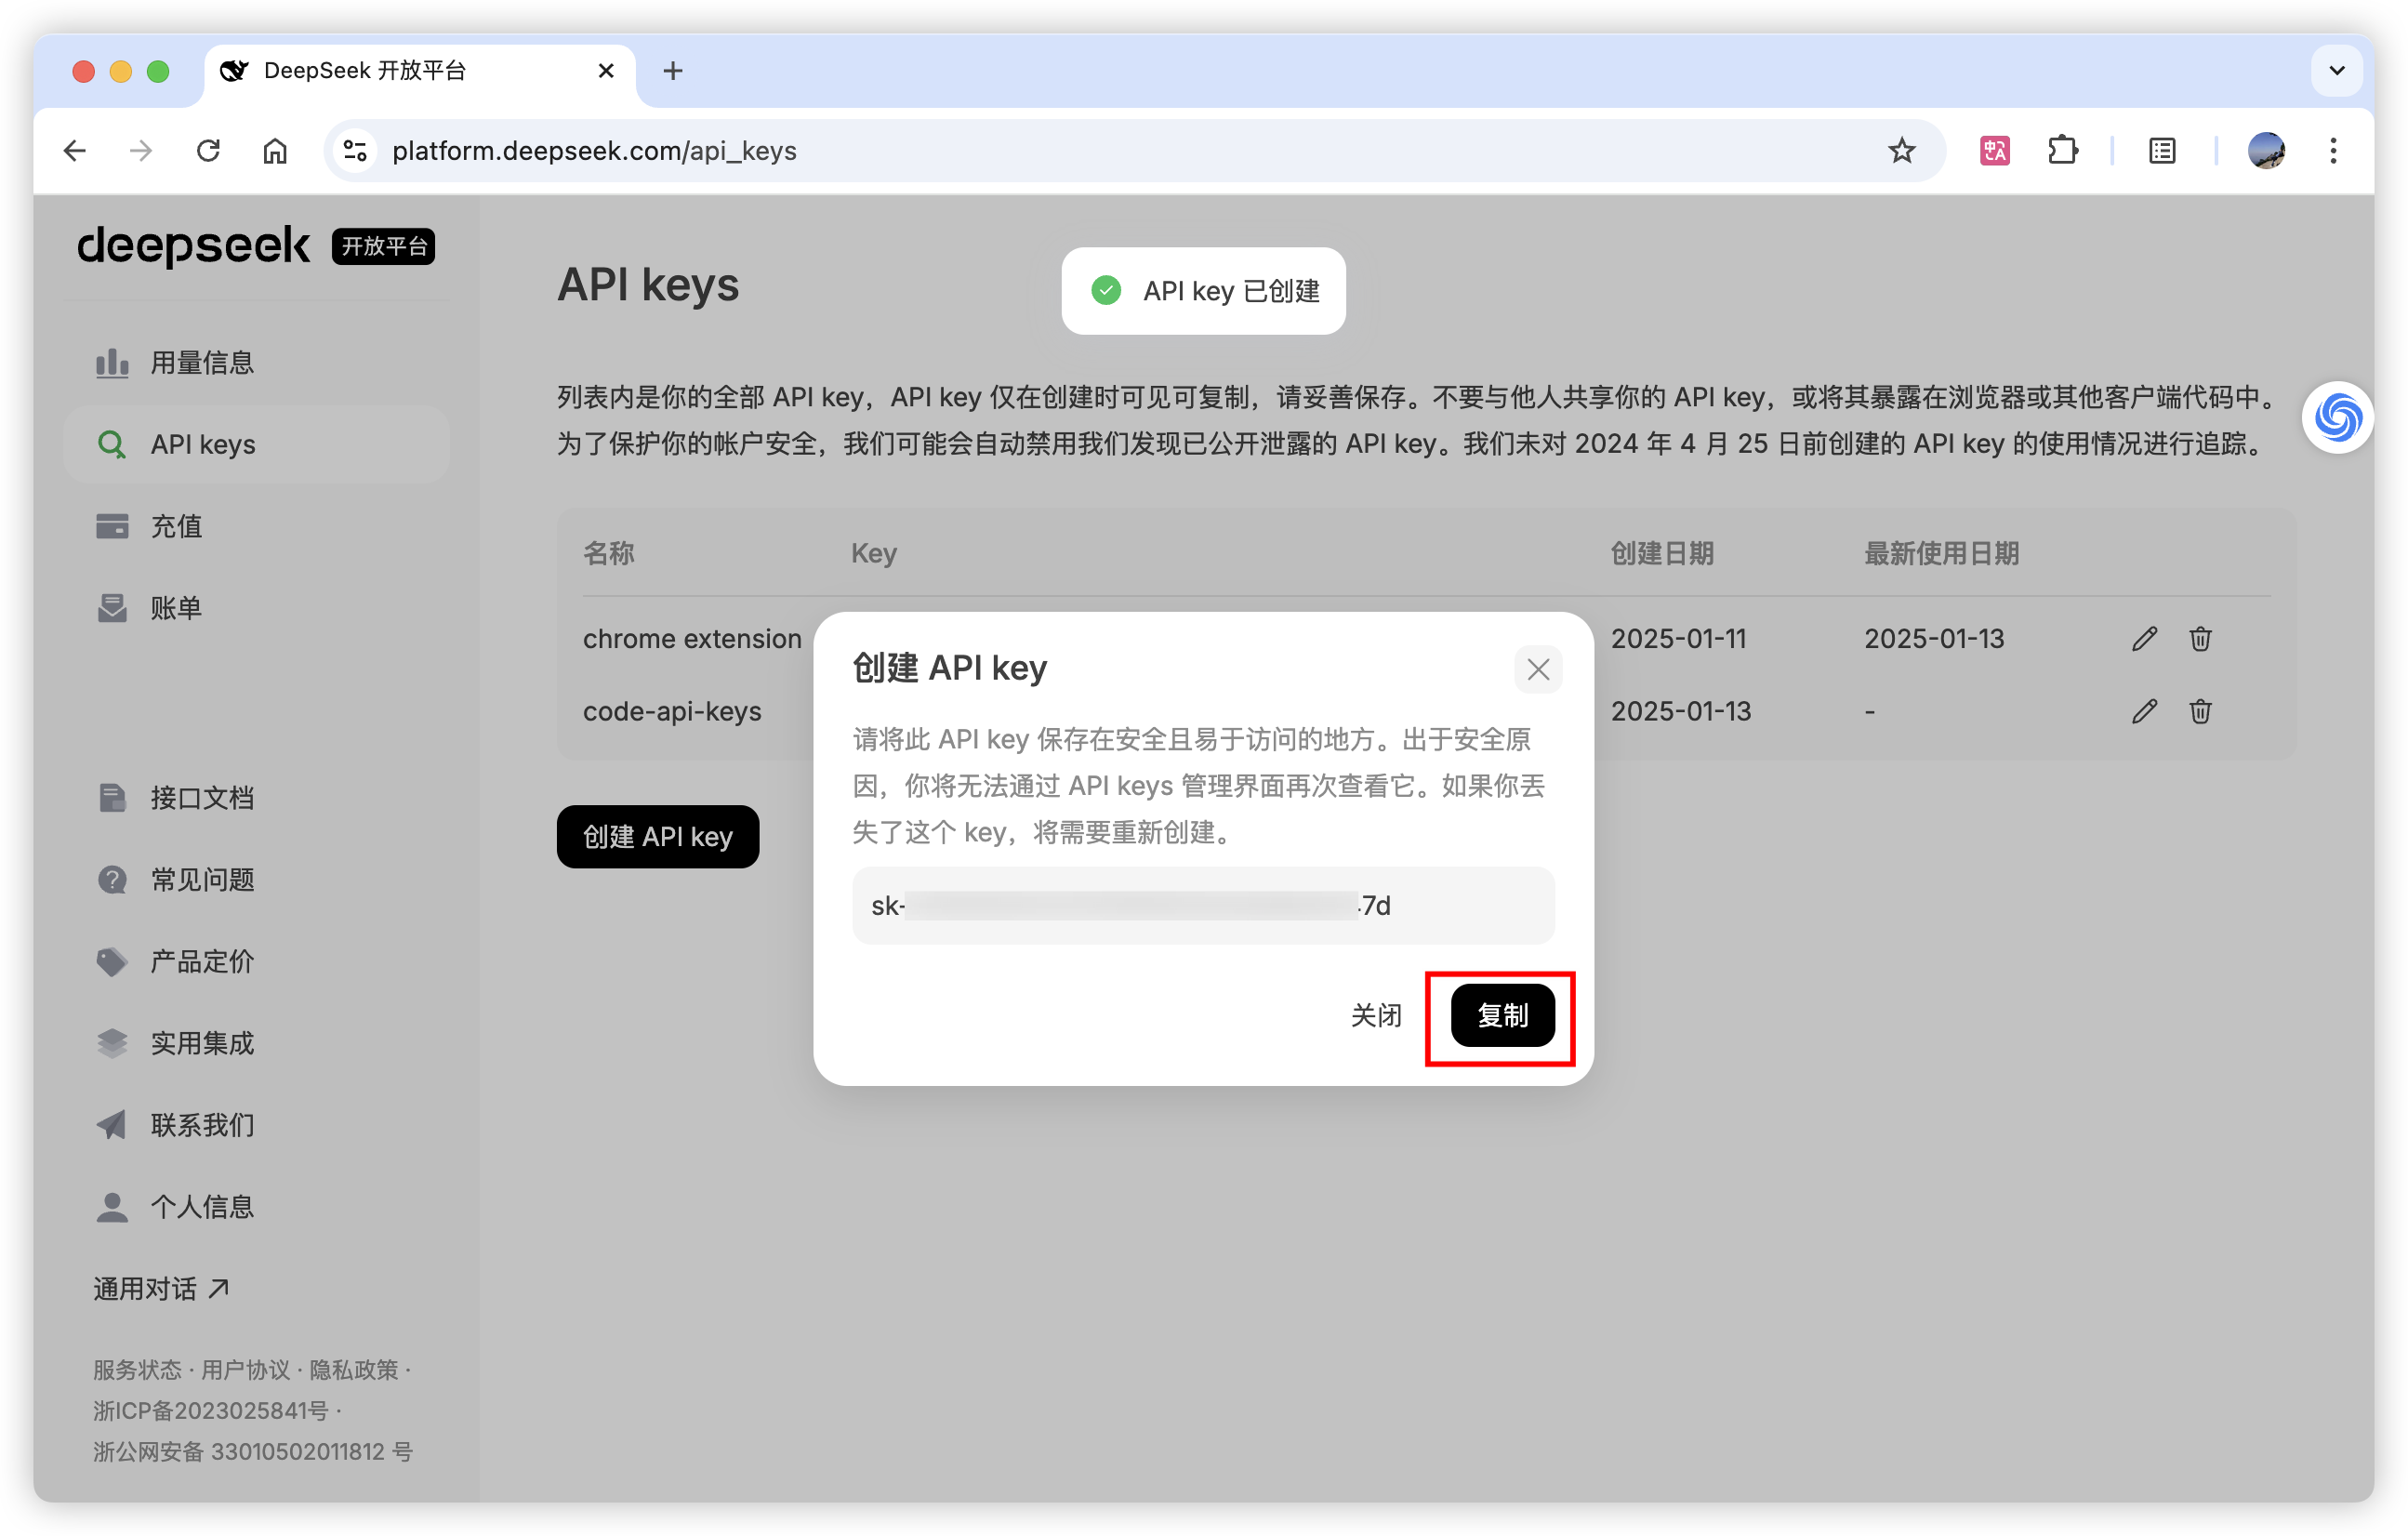 DeepSeek 开放平台
platform.deepseek.com/api_keys
deepseek 开放平台
用量信息
API keys
充值
账单
接口文档
常见问题
产品定价
实用集成
联系我们
个人信息
通用对话
服务状态 · 用户协议 · 隐私政策 ·
浙ICP备2023025841号 ·
浙公网安备 33010502011812 号
API keys
API key 已创建
列表内是你的全部 API key，API key 仅在创建时可见可复制，请妥善保存。不要与他人共享你的 API key，或将其暴露在浏览器或其他客户端代码中。
为了保护你的帐户安全，我们可能会自动禁用我们发现已公开泄露的 API key。我们未对 2024 年 4 月 25 日前创建的 API key 的使用情况进行追踪。
名称 Key 创建日期 最新使用日期
chrome extension 2025-01-11 2025-01-13
code-api-keys 2025-01-13 -
创建 API key
创建 API key
请将此 API key 保存在安全且易于访问的地方。出于安全原
因，你将无法通过 API keys 管理界面再次查看它。如果你丢
失了这个 key，将需要重新创建。
sk- 7d
关闭 复制